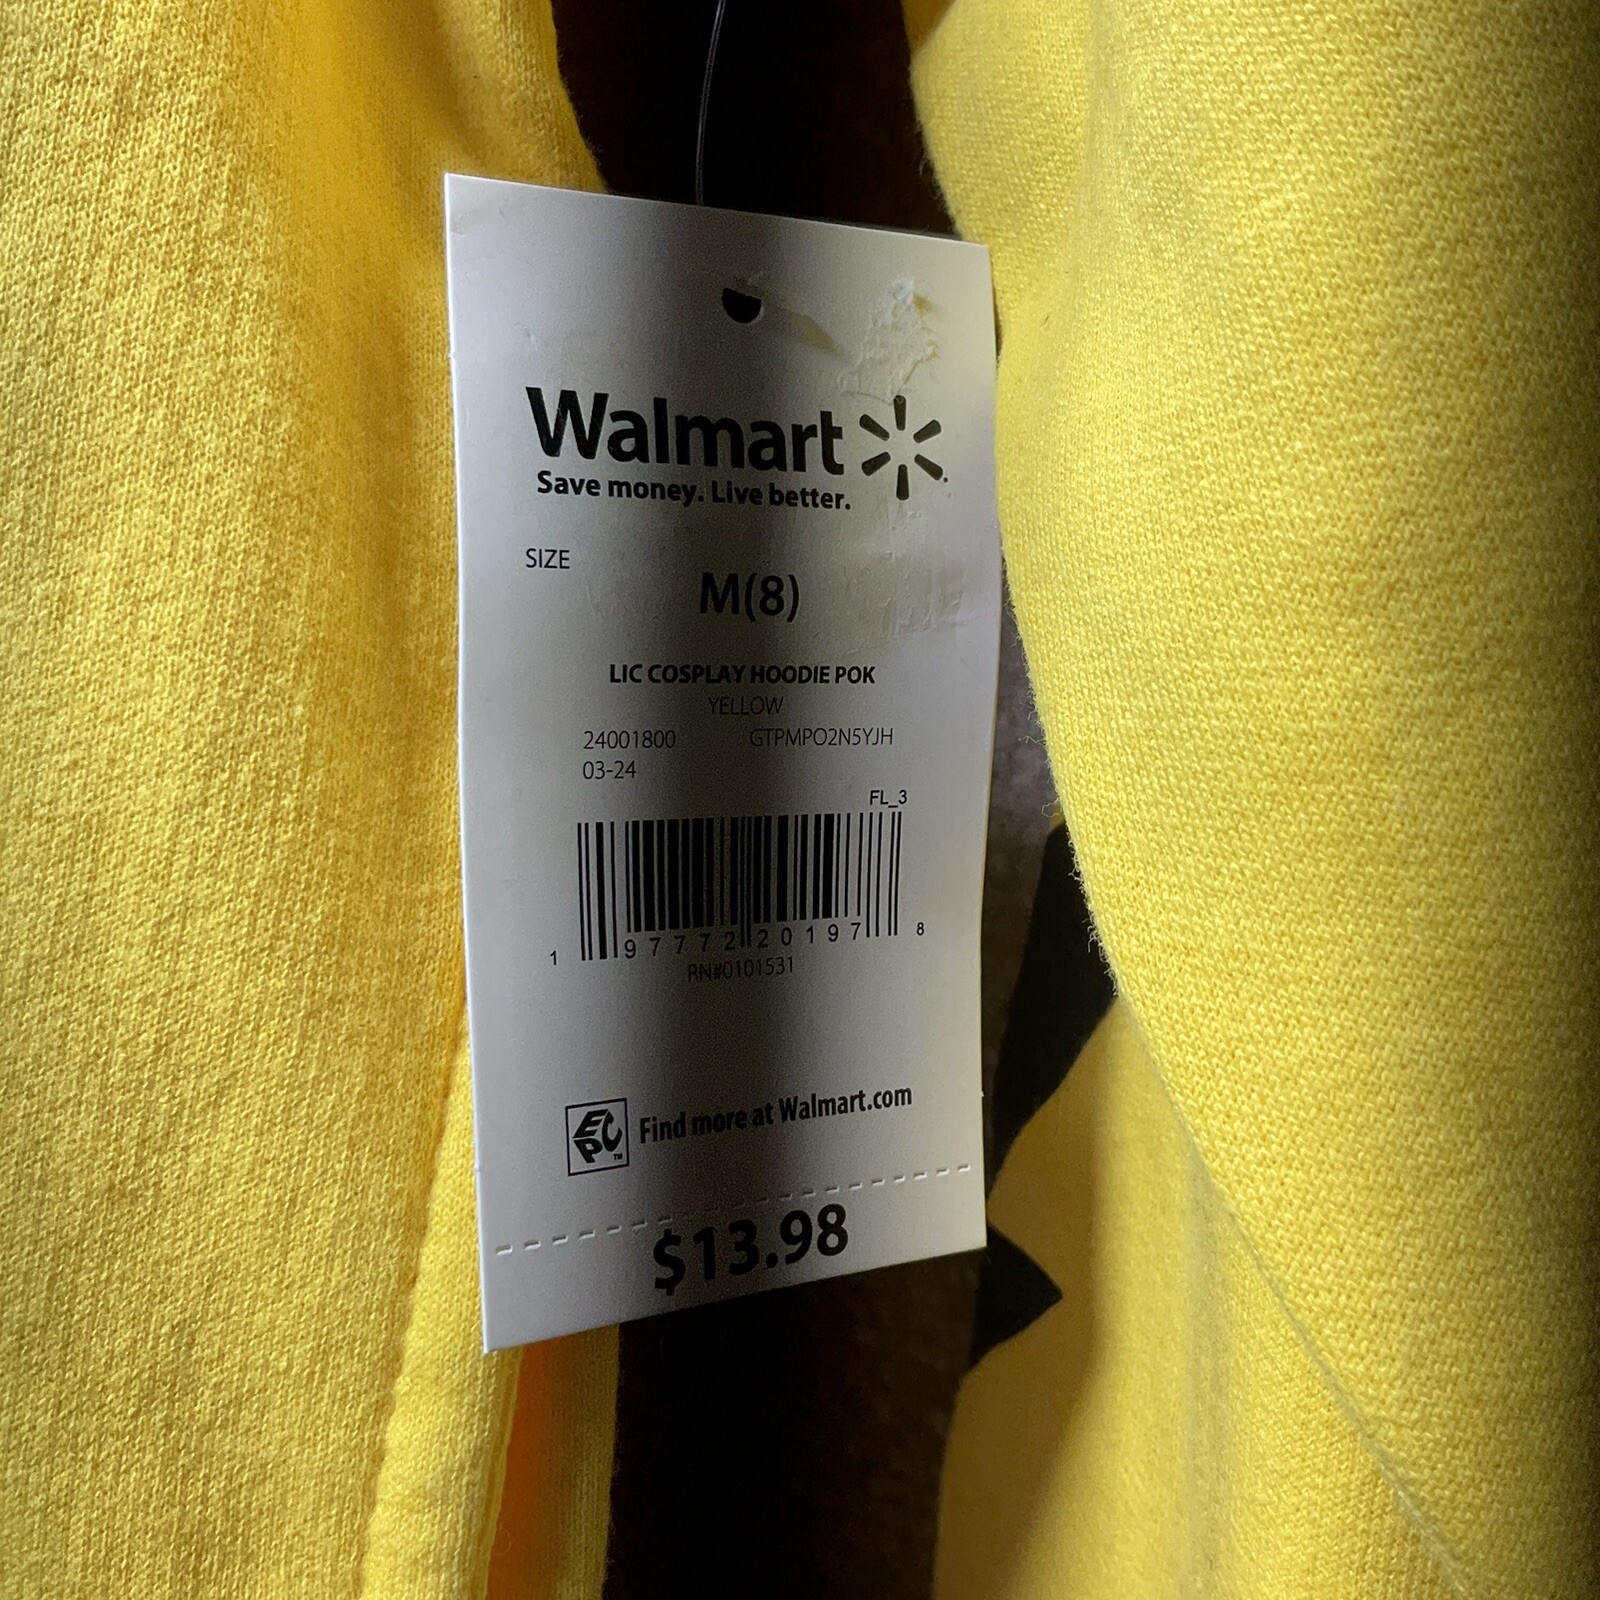 Walmart
Save money. Live better.
SIZE
M(8)
LIC COSPLAY HOODIE POK
YELLOW
24001800 GTPMPO2N5YJH
03-24
FL_3
1 97772 20197 8
RN#0101531
EPC™ Find more at Walmart.com
$13.98